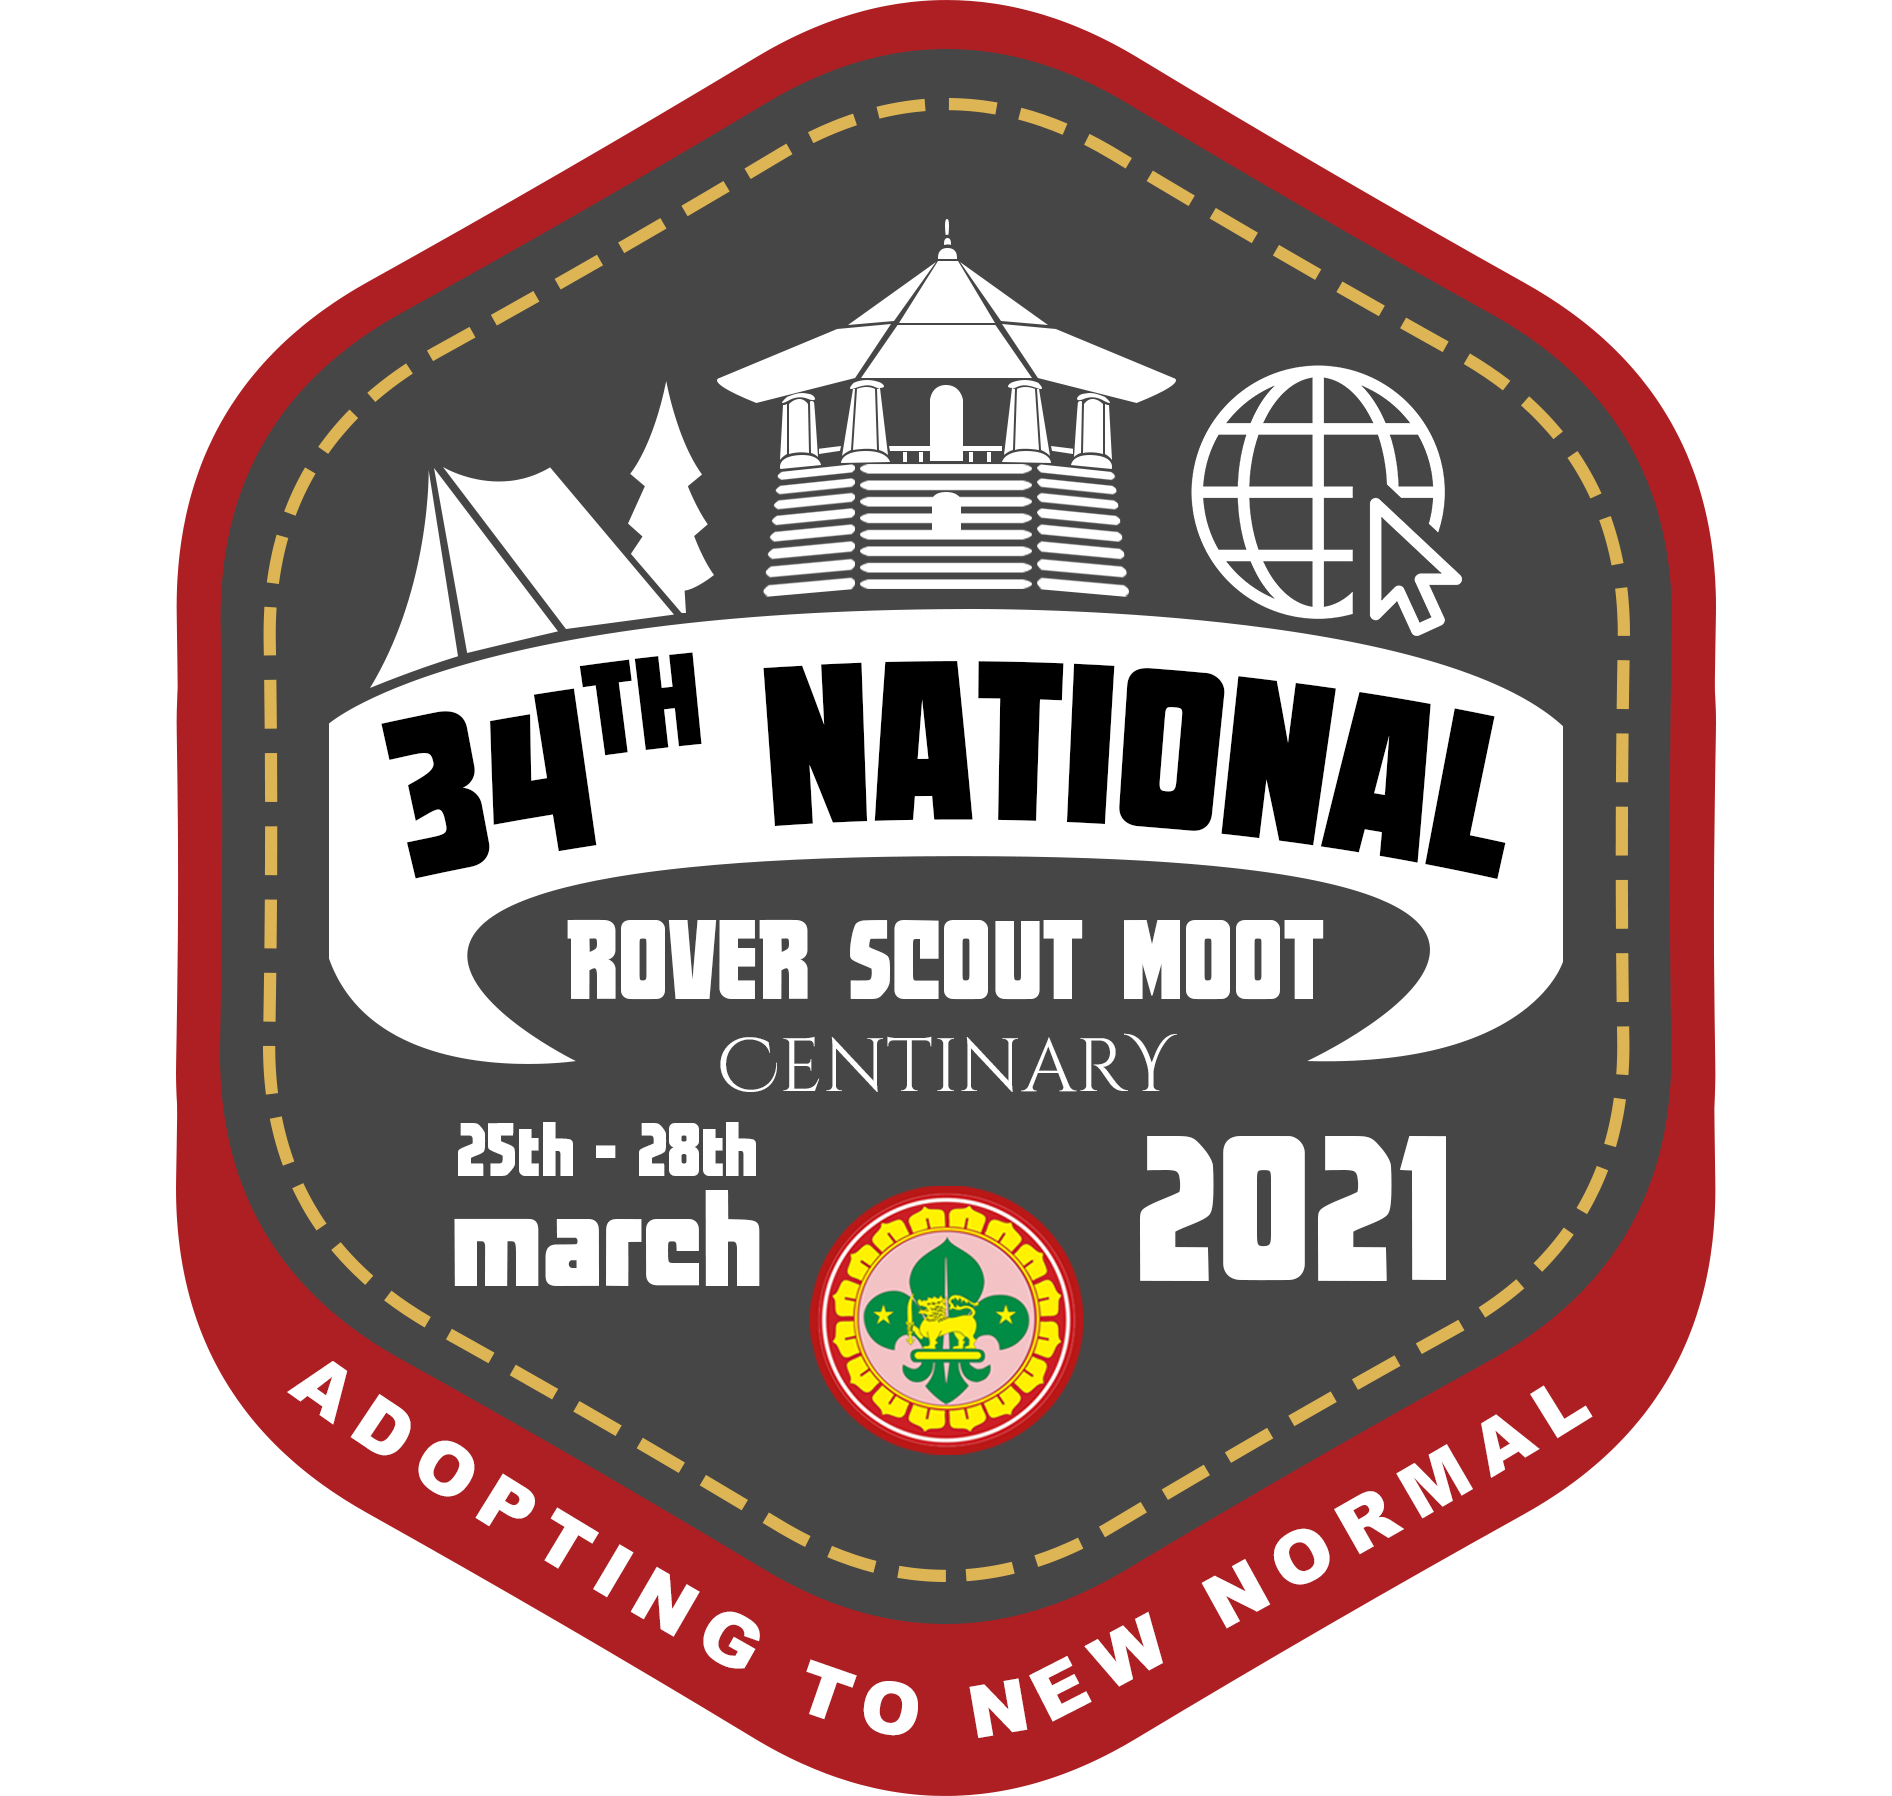 34TH NATIONAL
ROVER SCOUT MOOT
CENTINARY
25th - 28th
march
2021
ADOPTING TO NEW NORMAL